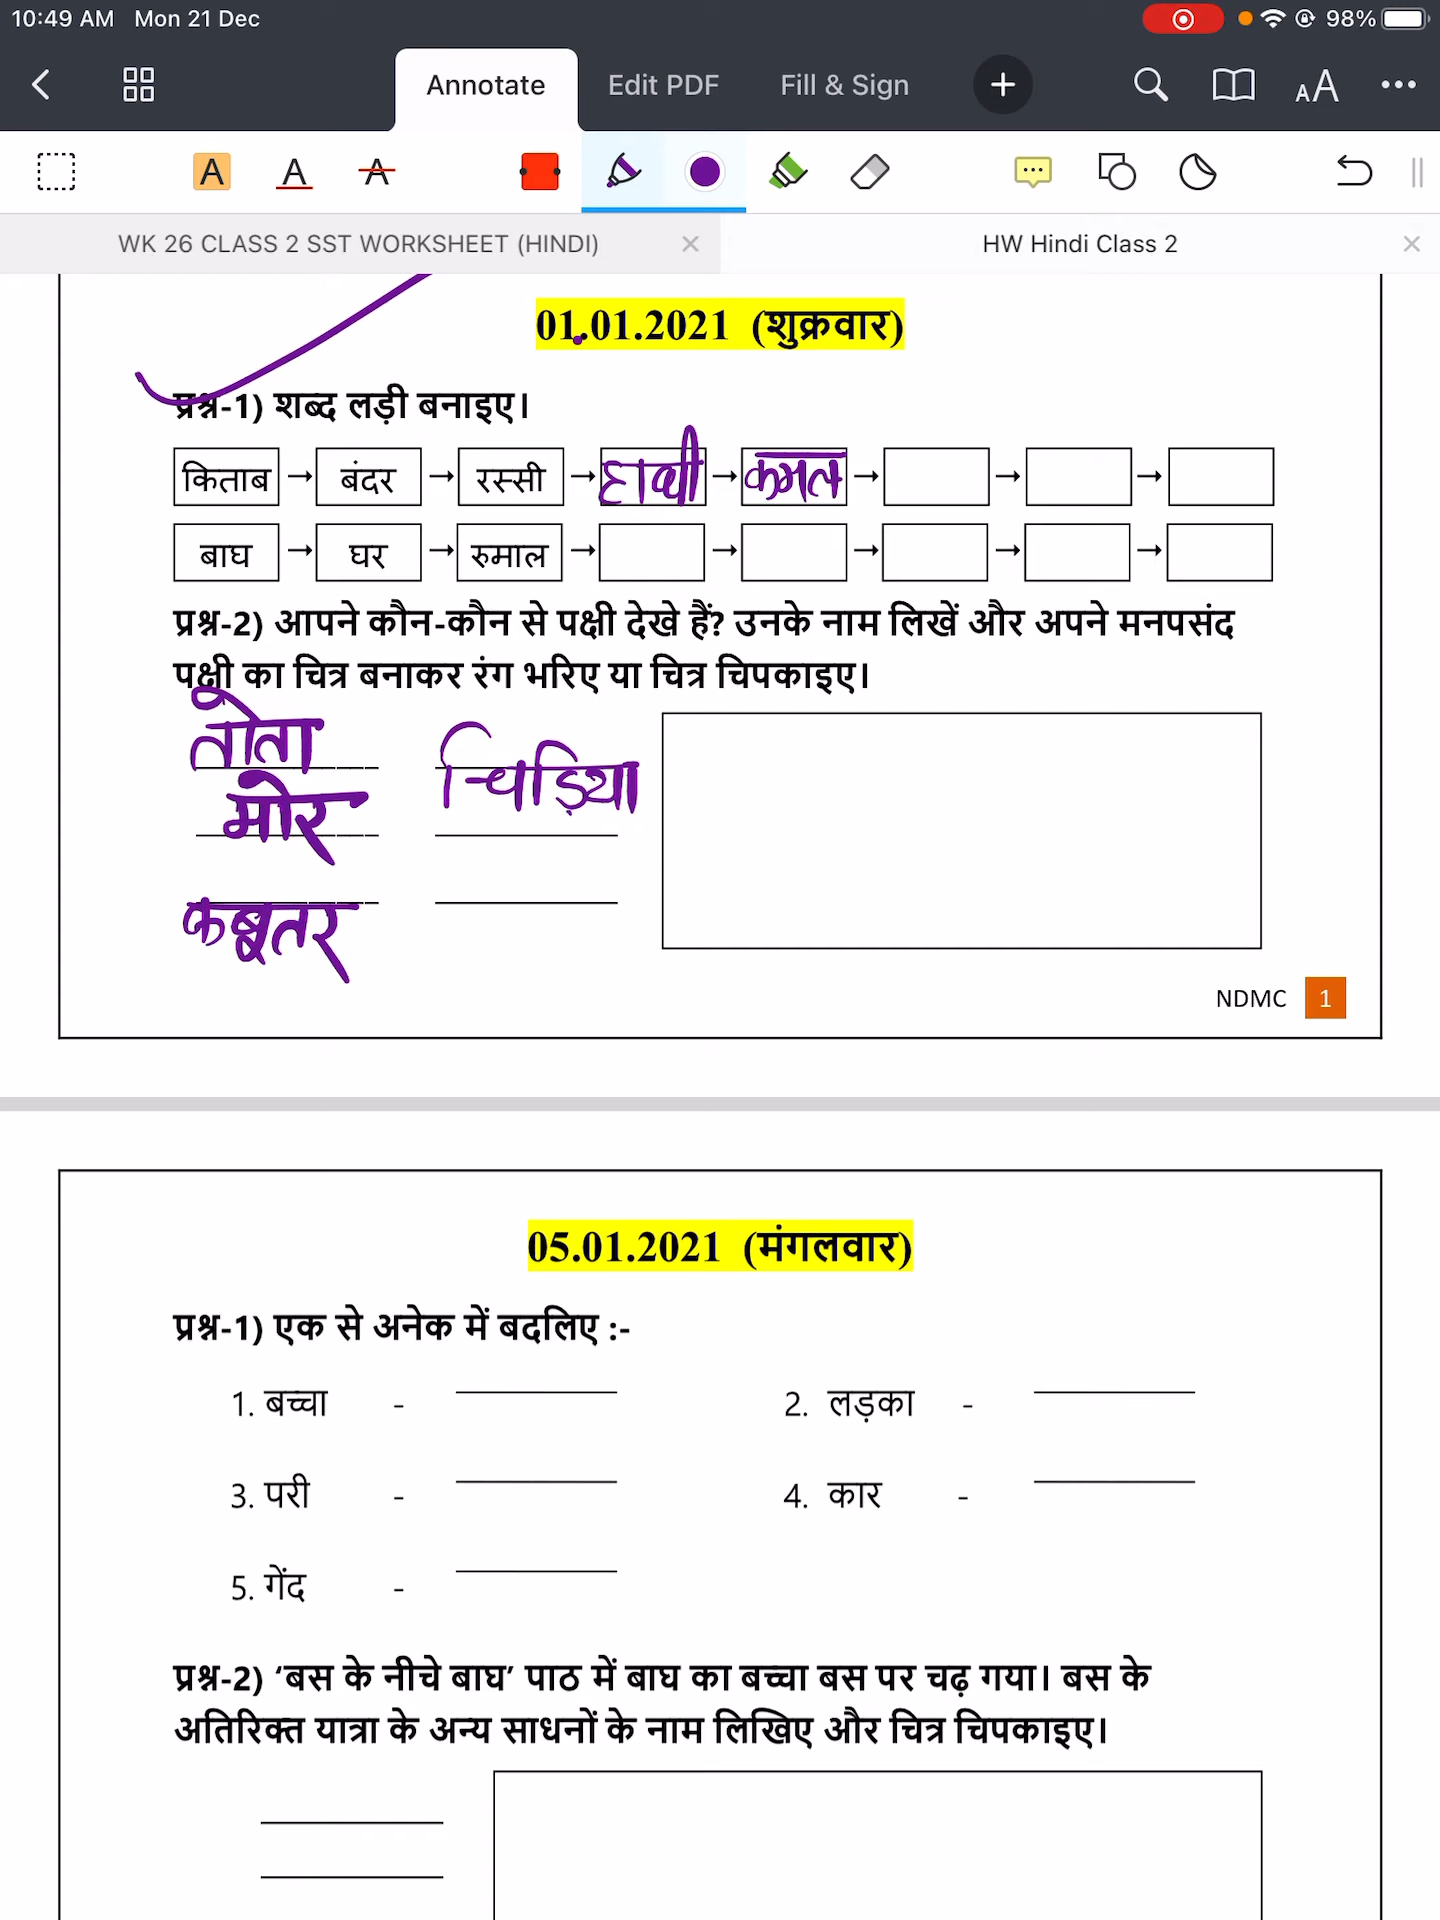 10:49 AM Mon 21 Dec 98%
Annotate Edit PDF Fill & Sign
WK 26 CLASS 2 SST WORKSHEET (HINDI) HW Hindi Class 2
01.01.2021 (शुक्रवार)
प्रश्न-1) शब्द लड़ी बनाइए।
किताब → बंदर → रस्सी → हाथी → कमल → → →
बाघ → घर → रुमाल → → → → →
प्रश्न-2) आपने कौन-कौन से पक्षी देखे हैं? उनके नाम लिखें और अपने मनपसंद
पक्षी का चित्र बनाकर रंग भरिए या चित्र चिपकाइए।
तोता चिड़िया
मोर
कबूतर
NDMC 1
05.01.2021 (मंगलवार)
प्रश्न-1) एक से अनेक में बदलिए :-
1. बच्चा - 2. लड़का -
3. परी - 4. कार -
5. गेंद -
प्रश्न-2) ‘बस के नीचे बाघ’ पाठ में बाघ का बच्चा बस पर चढ़ गया। बस के
अतिरिक्त यात्रा के अन्य साधनों के नाम लिखिए और चित्र चिपकाइए।